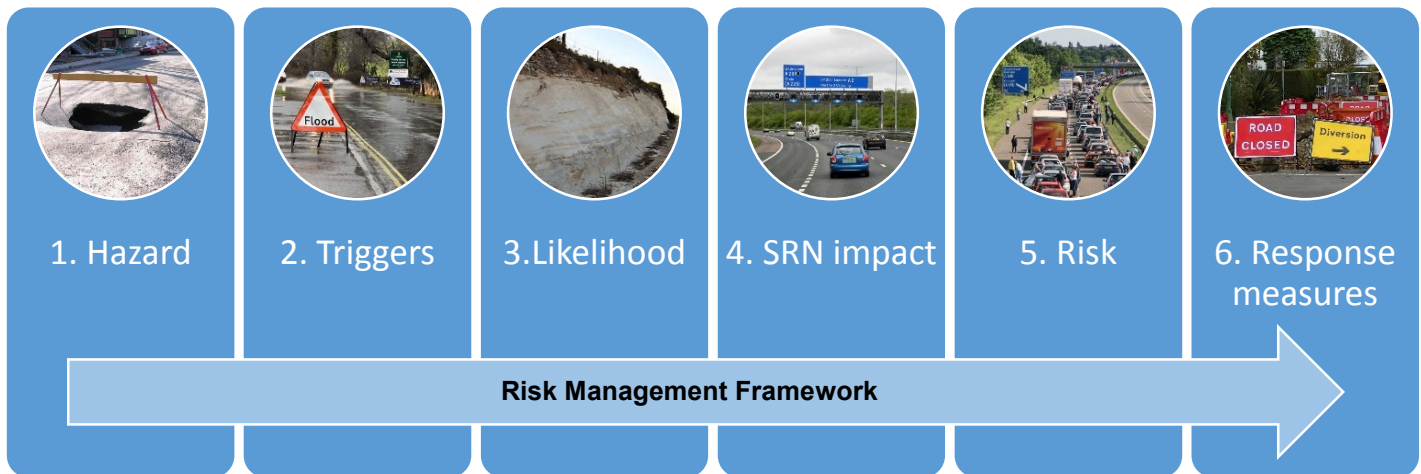 Flood
ROAD
CLOSED
Diversion
1. Hazard
2. Triggers
3.Likelihood
4. SRN impact
5. Risk
6. Response
measures
Risk Management Framework